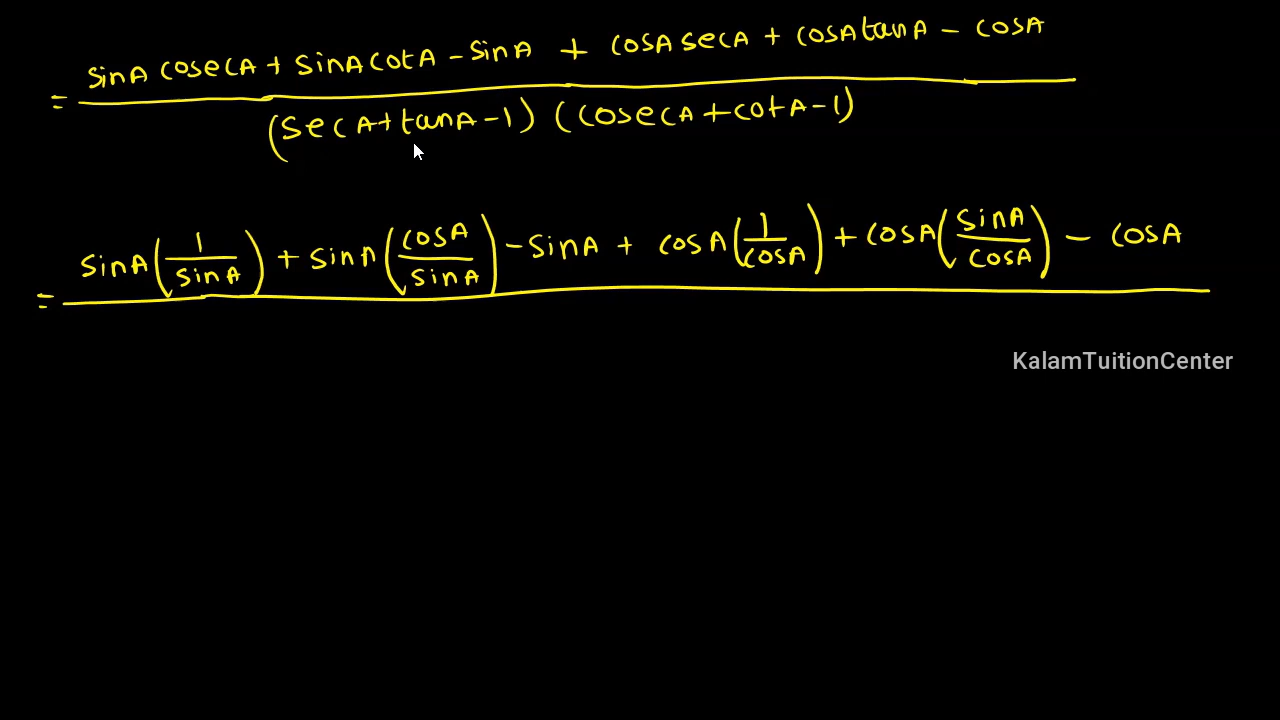 = sinA cosecA + sinA cotA - sinA + cosA secA + cosA tanA - cosA
(secA + tanA - 1) (cosecA + cotA - 1)
= sinA (1/sinA) + sinA (cosA/sinA) - sinA + cosA (1/cosA) + cosA (sinA/cosA) - cosA
KalamTuitionCenter